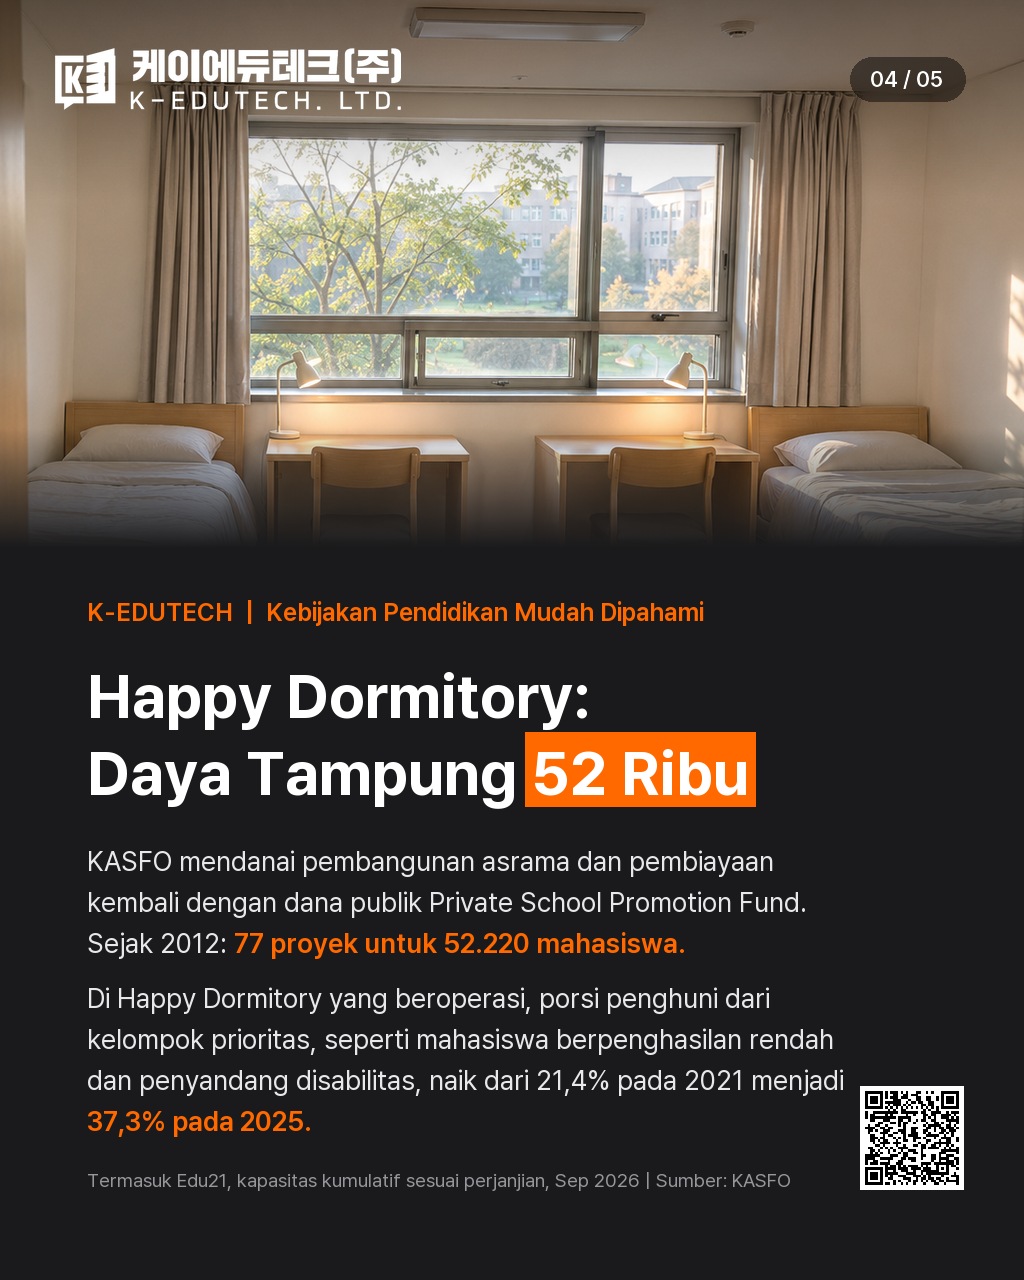 케이에듀테크(주)
K-EDUTECH. LTD.
04 / 05
K-EDUTECH | Kebijakan Pendidikan Mudah Dipahami
Happy Dormitory:
Daya Tampung 52 Ribu
KASFO mendanai pembangunan asrama dan pembiayaan
kembali dengan dana publik Private School Promotion Fund.
Sejak 2012: 77 proyek untuk 52.220 mahasiswa.
Di Happy Dormitory yang beroperasi, porsi penghuni dari
kelompok prioritas, seperti mahasiswa berpenghasilan rendah
dan penyandang disabilitas, naik dari 21,4% pada 2021 menjadi
37,3% pada 2025.
Termasuk Edu21, kapasitas kumulatif sesuai perjanjian, Sep 2026 | Sumber: KASFO